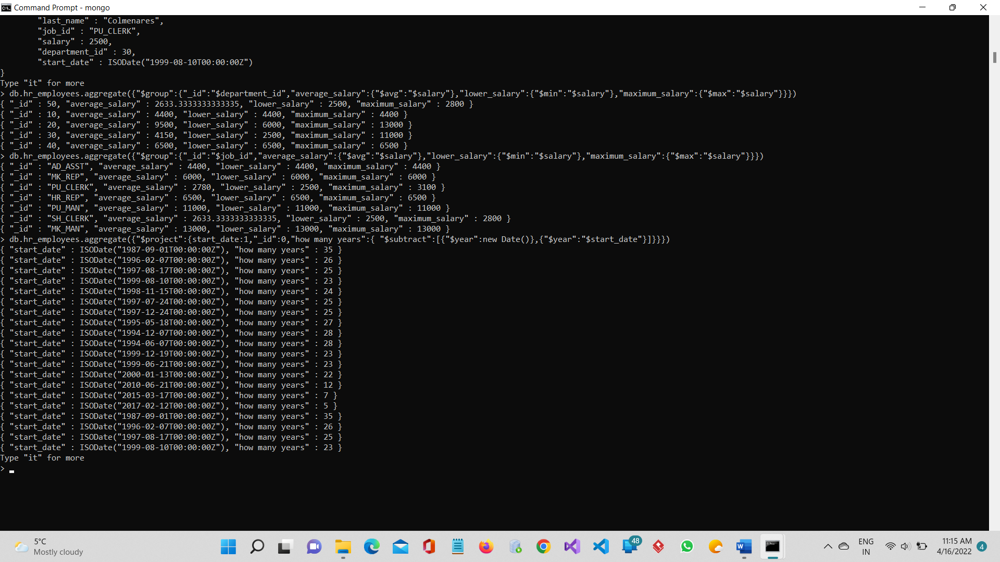 Command Prompt - mongo
"last_name" : "Colmenares",
"job_id" : "PU_CLERK",
"salary" : 2500,
"department_id" : 30,
"start_date" : ISODate("1999-08-10T00:00:00Z")
}
Type "it" for more
> db.hr_employees.aggregate({"$group":{"_id":"$department_id","average_salary":{"$avg":"$salary"},"lower_salary":{"$min":"$salary"},"maximum_salary":{"$max":"$salary"}}})
{ "_id" : 50, "average_salary" : 2633.3333333333335, "lower_salary" : 2500, "maximum_salary" : 2800 }
{ "_id" : 10, "average_salary" : 4400, "lower_salary" : 4400, "maximum_salary" : 4400 }
{ "_id" : 20, "average_salary" : 9500, "lower_salary" : 6000, "maximum_salary" : 13000 }
{ "_id" : 30, "average_salary" : 4150, "lower_salary" : 2500, "maximum_salary" : 11000 }
{ "_id" : 40, "average_salary" : 6500, "lower_salary" : 6500, "maximum_salary" : 6500 }
> db.hr_employees.aggregate({"$group":{"_id":"$job_id","average_salary":{"$avg":"$salary"},"lower_salary":{"$min":"$salary"},"maximum_salary":{"$max":"$salary"}}})
{ "_id" : "AD_ASST", "average_salary" : 4400, "lower_salary" : 4400, "maximum_salary" : 4400 }
{ "_id" : "MK_REP", "average_salary" : 6000, "lower_salary" : 6000, "maximum_salary" : 6000 }
{ "_id" : "PU_CLERK", "average_salary" : 2780, "lower_salary" : 2500, "maximum_salary" : 3100 }
{ "_id" : "HR_REP", "average_salary" : 6500, "lower_salary" : 6500, "maximum_salary" : 6500 }
{ "_id" : "PU_MAN", "average_salary" : 11000, "lower_salary" : 11000, "maximum_salary" : 11000 }
{ "_id" : "SH_CLERK", "average_salary" : 2633.3333333333335, "lower_salary" : 2500, "maximum_salary" : 2800 }
{ "_id" : "MK_MAN", "average_salary" : 13000, "lower_salary" : 13000, "maximum_salary" : 13000 }
> db.hr_employees.aggregate({"$project":{start_date:1,"_id":0,"how many years":{ "$subtract":[{"$year":new Date()},{"$year":"$start_date"}]}}})
{ "start_date" : ISODate("1987-09-01T00:00:00Z"), "how many years" : 35 }
{ "start_date" : ISODate("1996-02-07T00:00:00Z"), "how many years" : 26 }
{ "start_date" : ISODate("1997-08-17T00:00:00Z"), "how many years" : 25 }
{ "start_date" : ISODate("1999-08-10T00:00:00Z"), "how many years" : 23 }
{ "start_date" : ISODate("1998-11-15T00:00:00Z"), "how many years" : 24 }
{ "start_date" : ISODate("1997-07-24T00:00:00Z"), "how many years" : 25 }
{ "start_date" : ISODate("1997-12-24T00:00:00Z"), "how many years" : 25 }
{ "start_date" : ISODate("1995-05-18T00:00:00Z"), "how many years" : 27 }
{ "start_date" : ISODate("1994-12-07T00:00:00Z"), "how many years" : 28 }
{ "start_date" : ISODate("1994-06-07T00:00:00Z"), "how many years" : 28 }
{ "start_date" : ISODate("1999-12-19T00:00:00Z"), "how many years" : 23 }
{ "start_date" : ISODate("1999-06-21T00:00:00Z"), "how many years" : 23 }
{ "start_date" : ISODate("2000-01-13T00:00:00Z"), "how many years" : 22 }
{ "start_date" : ISODate("2010-06-21T00:00:00Z"), "how many years" : 12 }
{ "start_date" : ISODate("2015-03-17T00:00:00Z"), "how many years" : 7 }
{ "start_date" : ISODate("2017-02-12T00:00:00Z"), "how many years" : 5 }
{ "start_date" : ISODate("1987-09-01T00:00:00Z"), "how many years" : 35 }
{ "start_date" : ISODate("1996-02-07T00:00:00Z"), "how many years" : 26 }
{ "start_date" : ISODate("1997-08-17T00:00:00Z"), "how many years" : 25 }
{ "start_date" : ISODate("1999-08-10T00:00:00Z"), "how many years" : 23 }
Type "it" for more
>
5°C
Mostly cloudy
48
ENG
IN
11:15 AM
4/16/2022
4